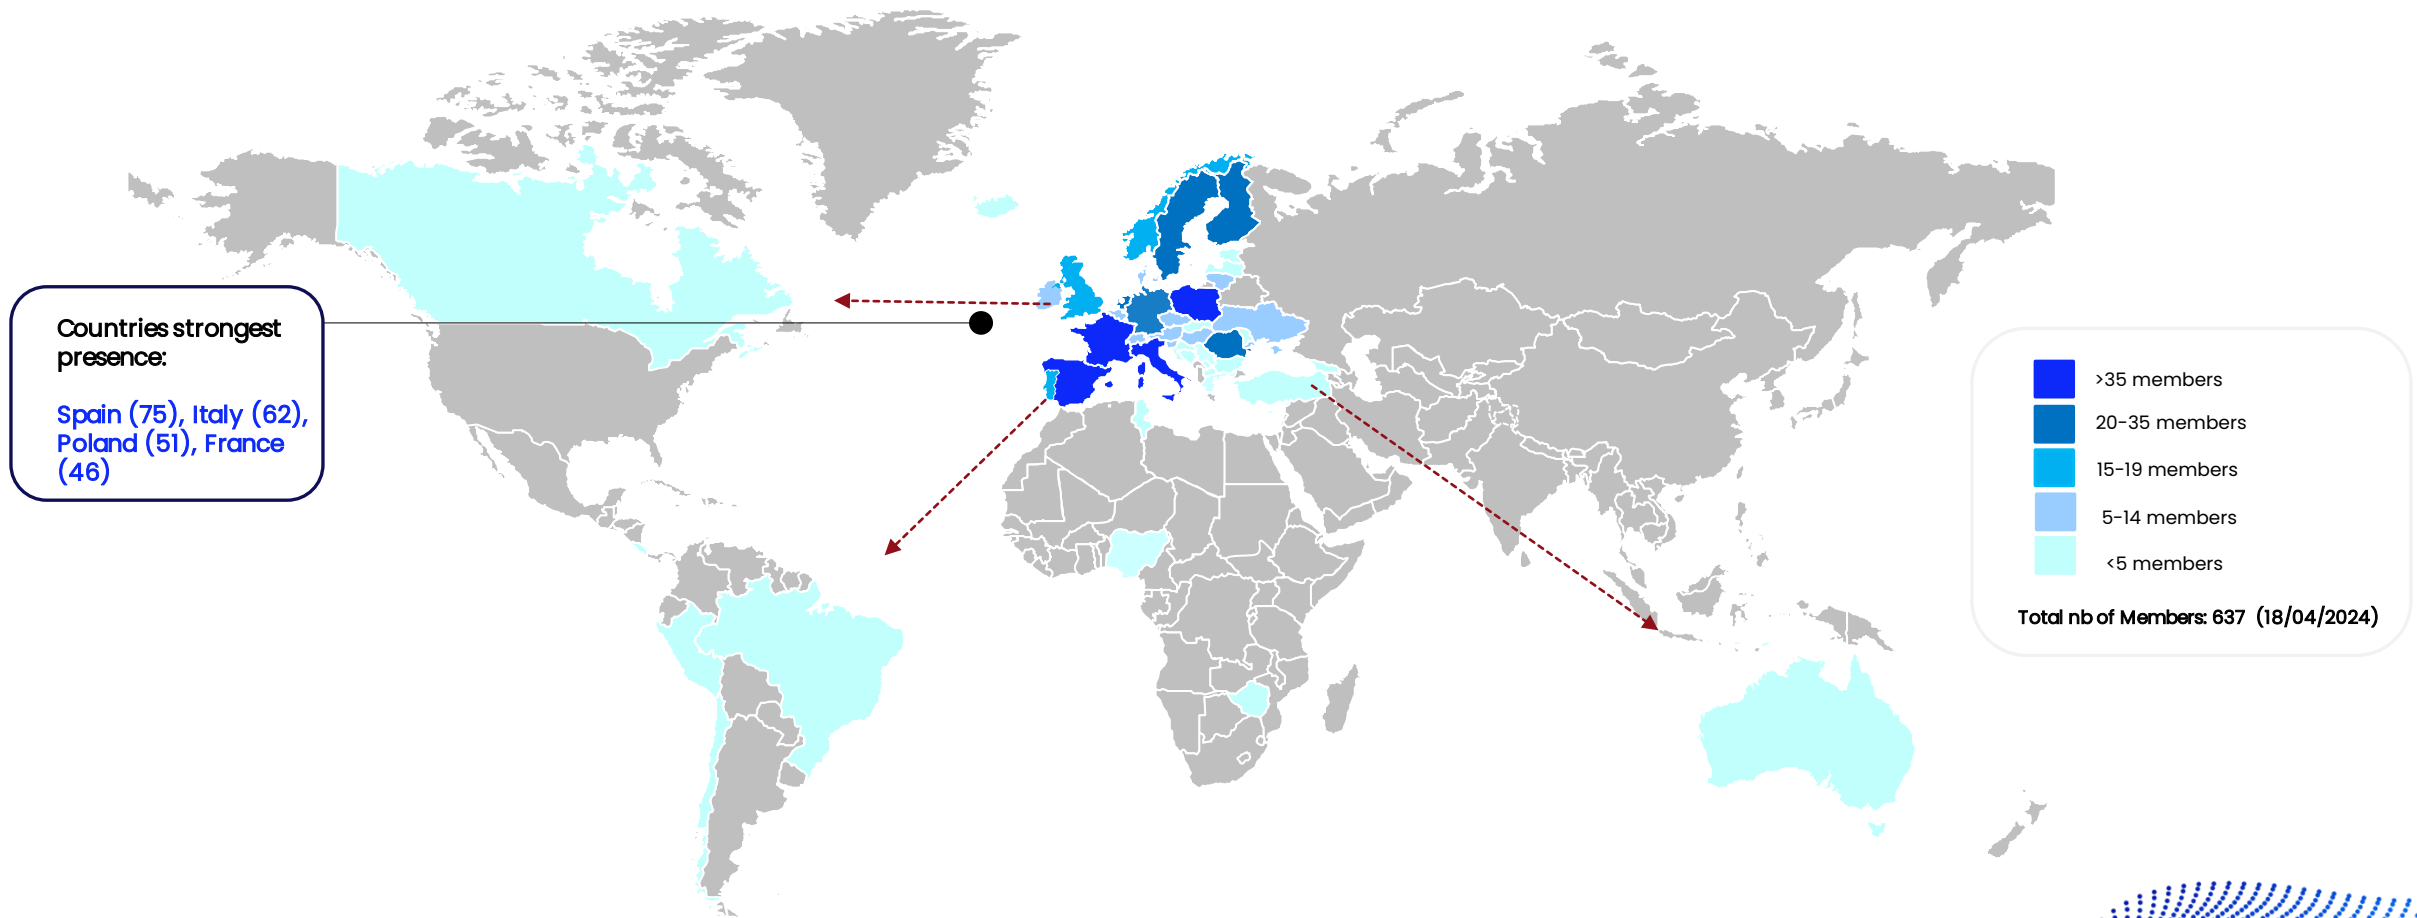 Countries strongest
presence:
Spain (75), Italy (62),
Poland (51), France
(46)
>35 members
20-35 members
15-19 members
5-14 members
<5 members
Total nb of Members: 637 (18/04/2024)